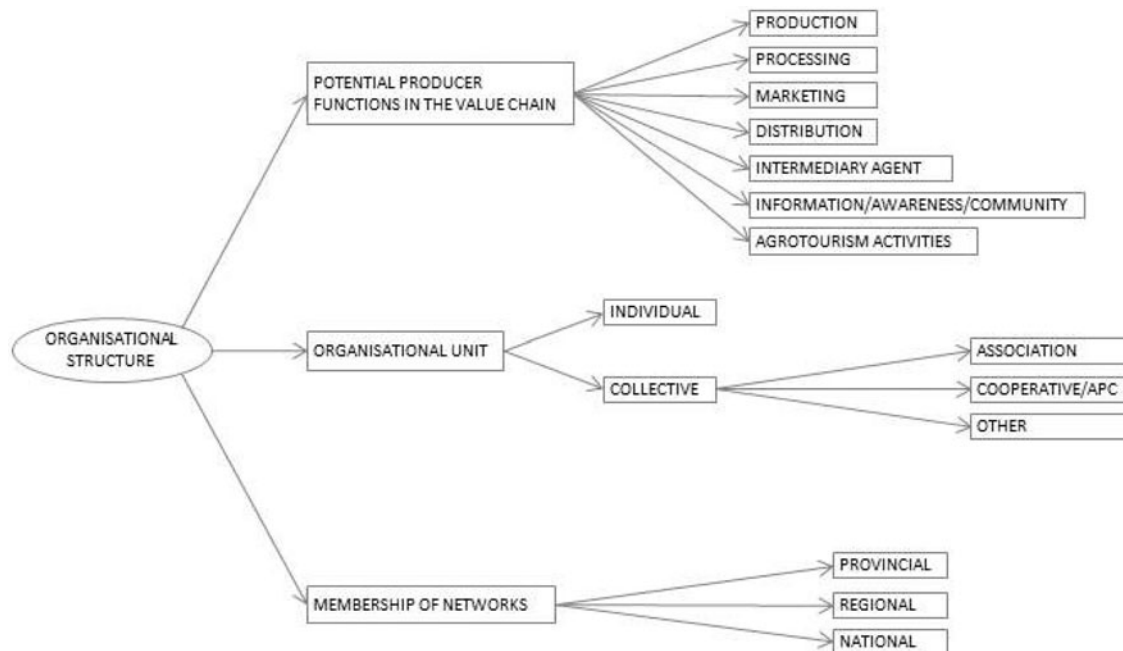 PRODUCTION
PROCESSING
POTENTIAL PRODUCER
FUNCTIONS IN THE VALUE CHAIN
MARKETING
DISTRIBUTION
INTERMEDIARY AGENT
INFORMATION/AWARENESS/COMMUNITY
AGROTOURISM ACTIVITIES
ORGANISATIONAL
STRUCTURE
ORGANISATIONAL UNIT
INDIVIDUAL
COLLECTIVE
ASSOCIATION
COOPERATIVE/APC
OTHER
MEMBERSHIP OF NETWORKS
PROVINCIAL
REGIONAL
NATIONAL